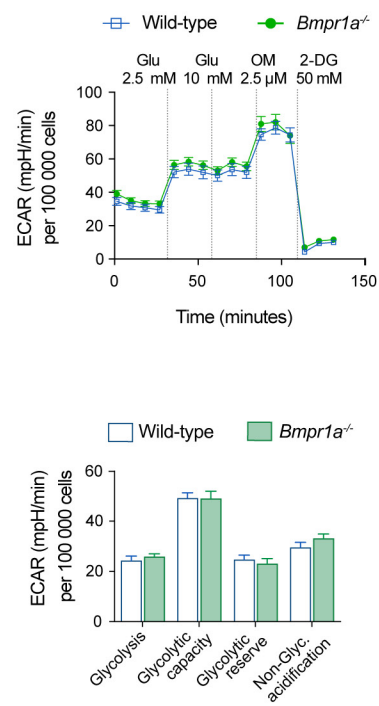 Wild-type Bmpr1a-/-
Glu Glu OM 2-DG
2.5 mM 10 mM 2.5 µM 50 mM
100
80
60
40
20
0
ECAR (mpH/min)
per 100 000 cells
0 50 100 150
Time (minutes)
Wild-type Bmpr1a-/-
60
40
20
0
ECAR (mpH/min)
per 100 000 cells
Glycolysis
Glycolytic
capacity
Glycolytic
reserve
Non-Glyc.
acidification